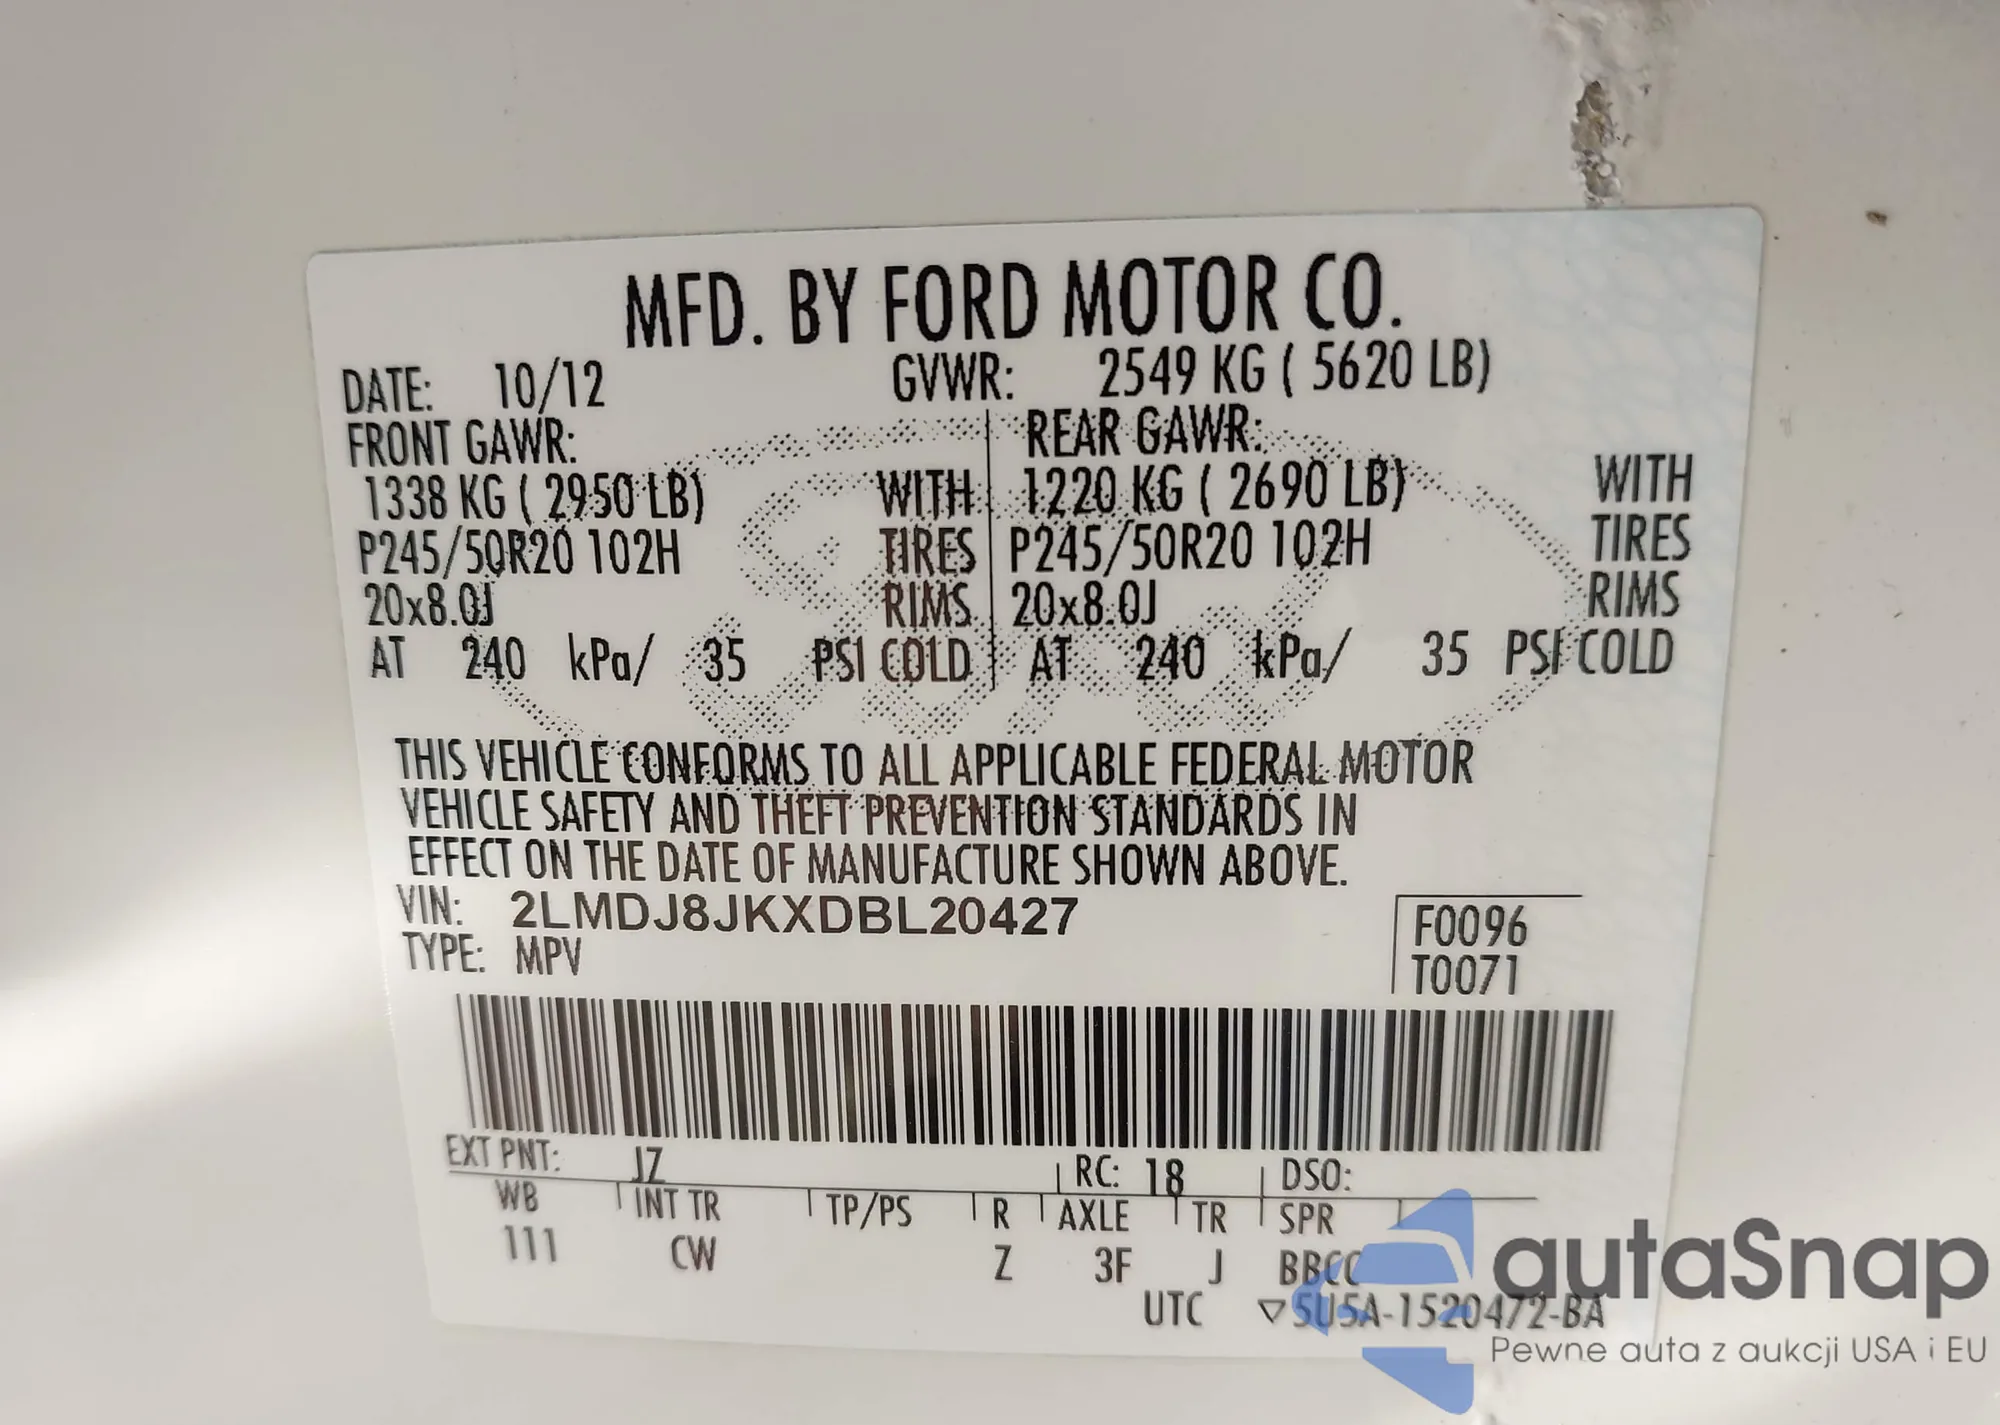 MFD. BY FORD MOTOR CO.
DATE: 10/12 GVWR: 2549 KG ( 5620 LB)
FRONT GAWR: REAR GAWR:
1338 KG ( 2950 LB) WITH 1220 KG ( 2690 LB) WITH
P245/50R20 102H TIRES P245/50R20 102H TIRES
20x8.0J RIMS 20x8.0J RIMS
AT 240 kPa/ 35 PSI COLD AT 240 kPa/ 35 PSI COLD
THIS VEHICLE CONFORMS TO ALL APPLICABLE FEDERAL MOTOR
VEHICLE SAFETY AND THEFT PREVENTION STANDARDS IN
EFFECT ON THE DATE OF MANUFACTURE SHOWN ABOVE.
VIN: 2LMDJ8JKXDBL20427 F0096
TYPE: MPV T0071
EXT PNT: JZ RC: 18 DSO:
WB INT TR TP/PS R AXLE TR SPR
111 CW Z 3F J BBCC
UTC ▽5U5A-1520472-BA
autaSnap
Pewne auta z aukcji USA i EU